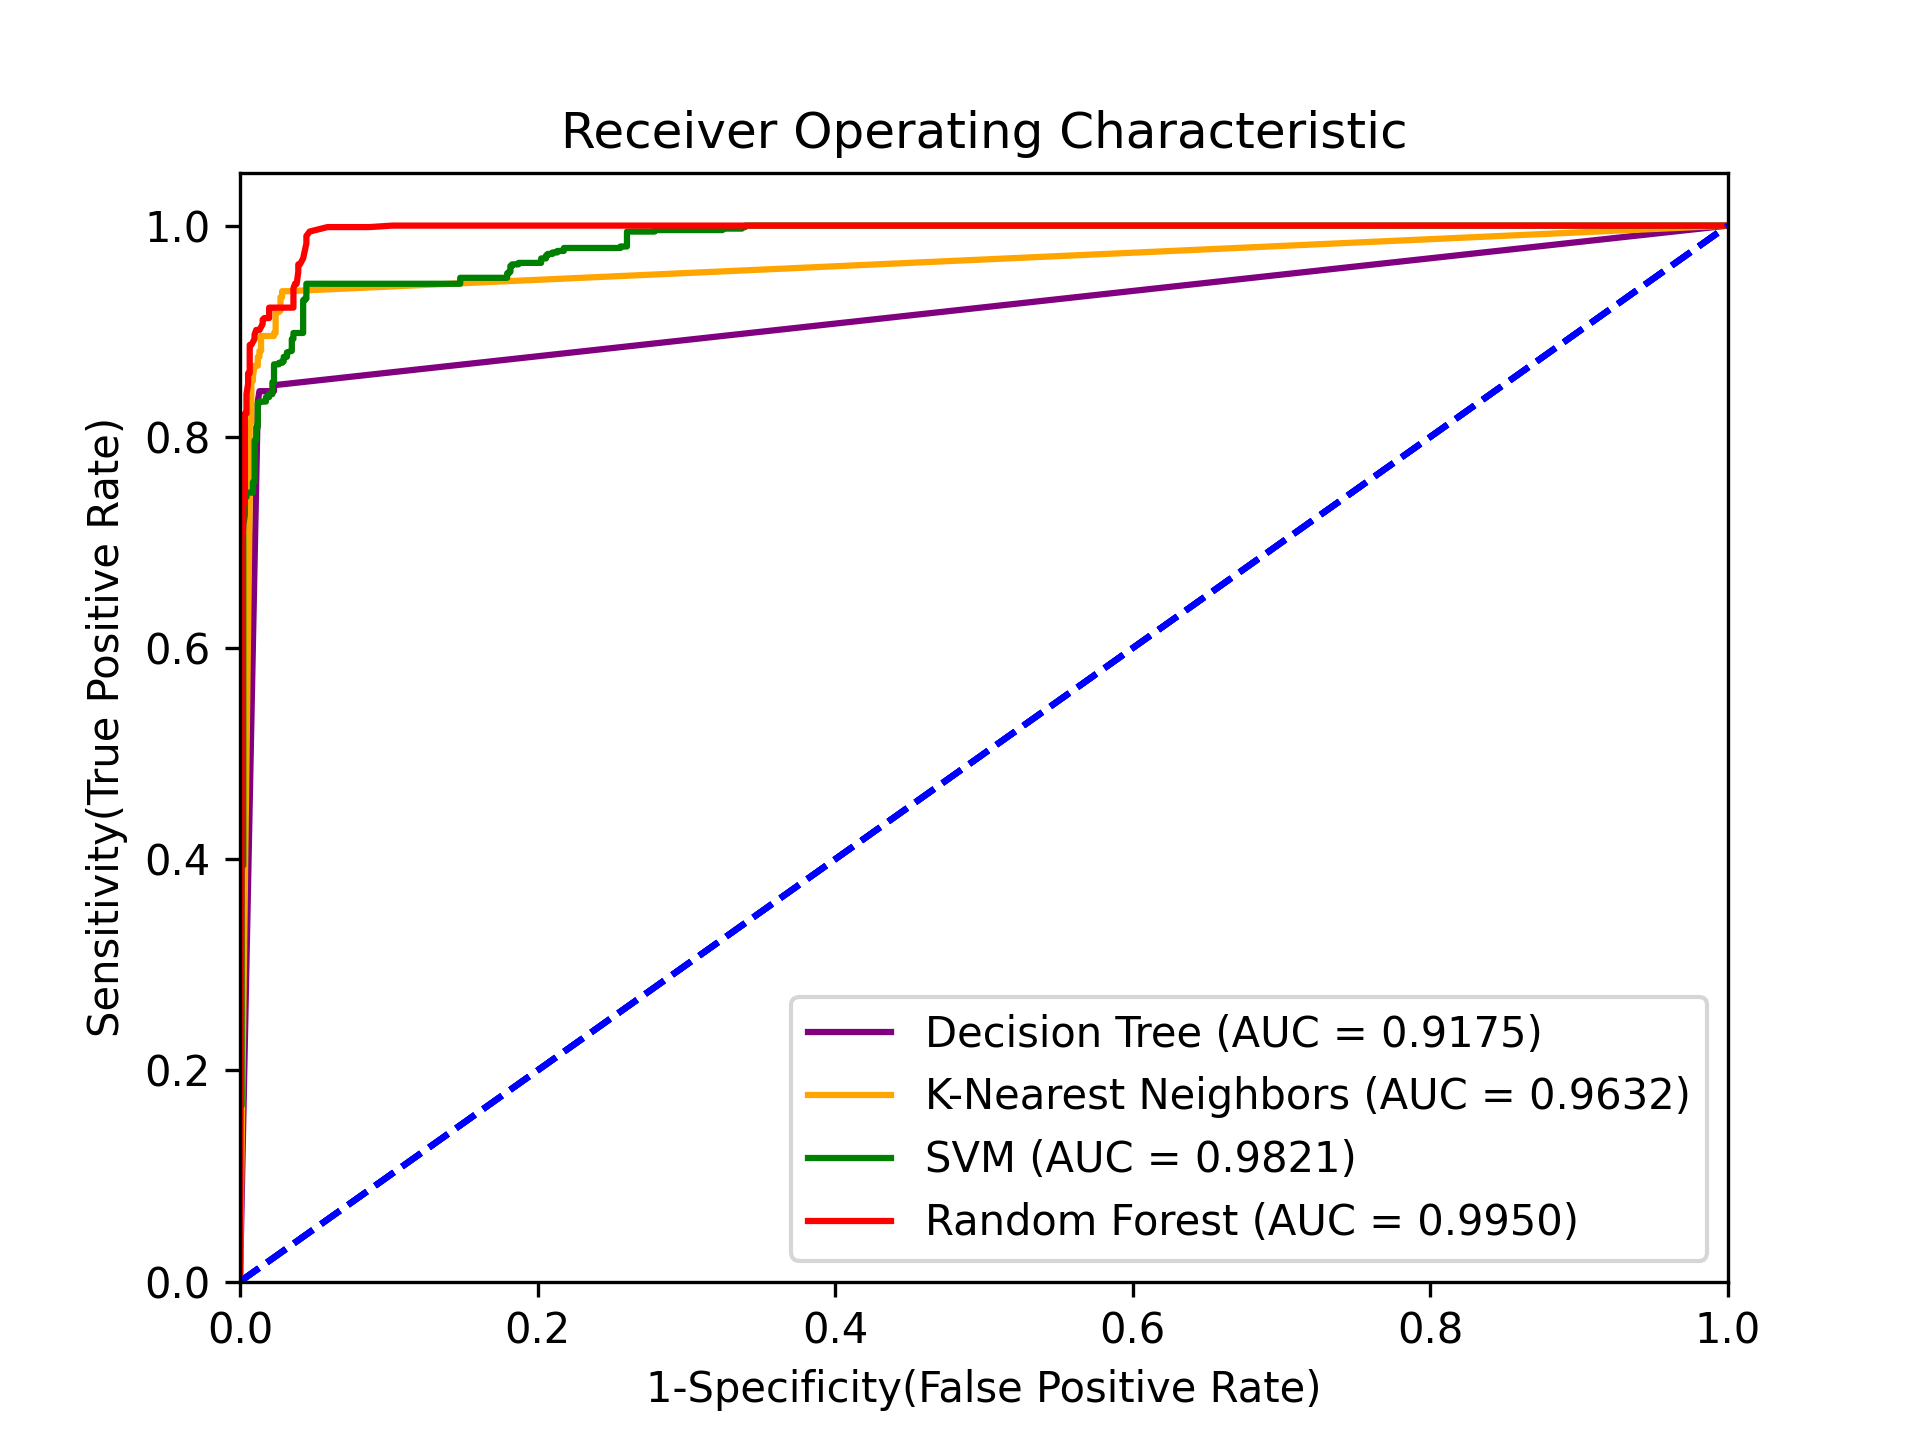 Receiver Operating Characteristic
1.0
0.8
0.6
0.4
0.2
0.0
Sensitivity(True Positive Rate)
Decision Tree (AUC = 0.9175)
K-Nearest Neighbors (AUC = 0.9632)
SVM (AUC = 0.9821)
Random Forest (AUC = 0.9950)
0.0 0.2 0.4 0.6 0.8 1.0
1-Specificity(False Positive Rate)